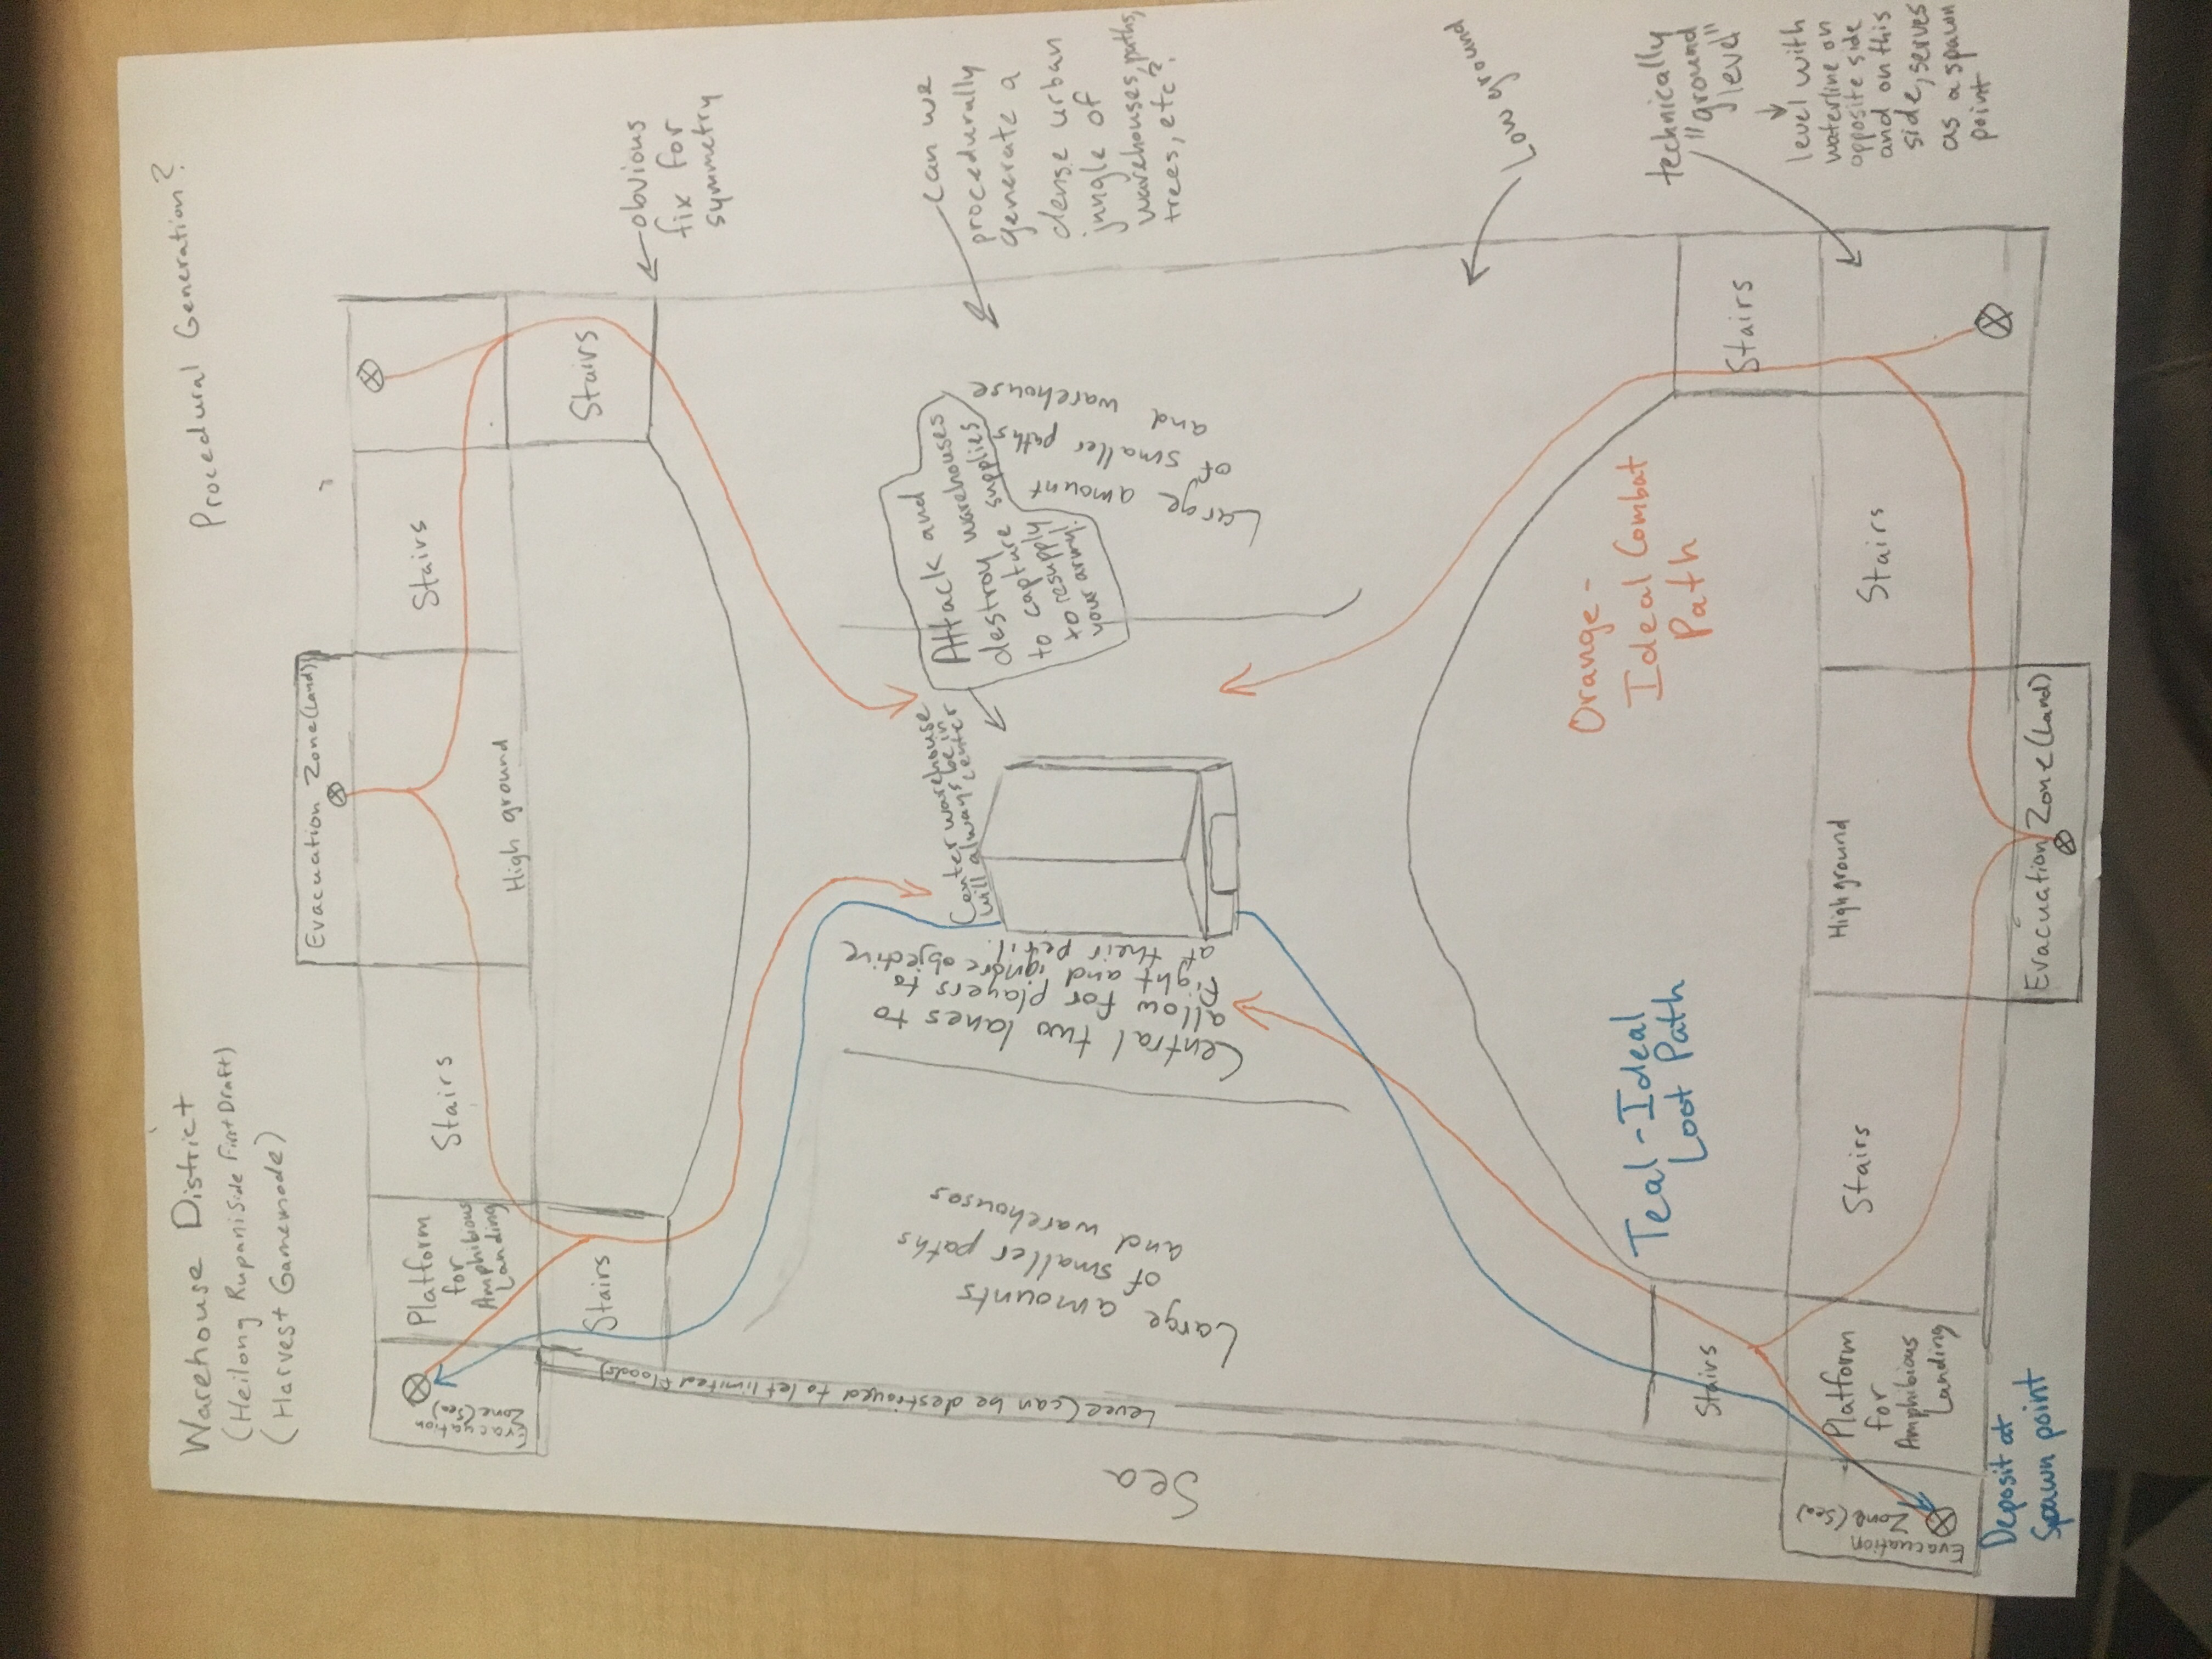 Warehouse District
(Heilong Rupani Side First Draft)
(Harvest Gamemode)
Procedural Generation?
Evacuation Zone (Land)
Evacuation
Zone (Sea)
Platform
for
Amphibious
Landing
Stairs
High ground
Stairs
Stairs
Stairs
obvious
fix for
symmetry
Sea
Levee (can be destroyed to let limited floods)
Large amounts
of smaller paths
and warehouses
Central two lanes to
allow for players to
fight and ignore objective
at their peril.
Center warehouse
will always be in
center
Attack and
destroy warehouses
to capture supplies
to resupply
your army!
Large amount
of smaller paths
and warehouse
can we
procedurally
generate a
dense urban
jungle of
warehouses, paths,
trees, etc?
Low ground
Teal - Ideal
Loot Path
Orange -
Ideal Combat
Path
technically
"ground
level"
level with
waterline on
opposite side
and on this
side, serves
as a spawn
point
Stairs
Stairs
Evacuation
Zone (Sea)
Platform
for
Amphibious
Landing
Stairs
High ground
Stairs
Deposit at
Spawn point
Evacuation Zone (Land)